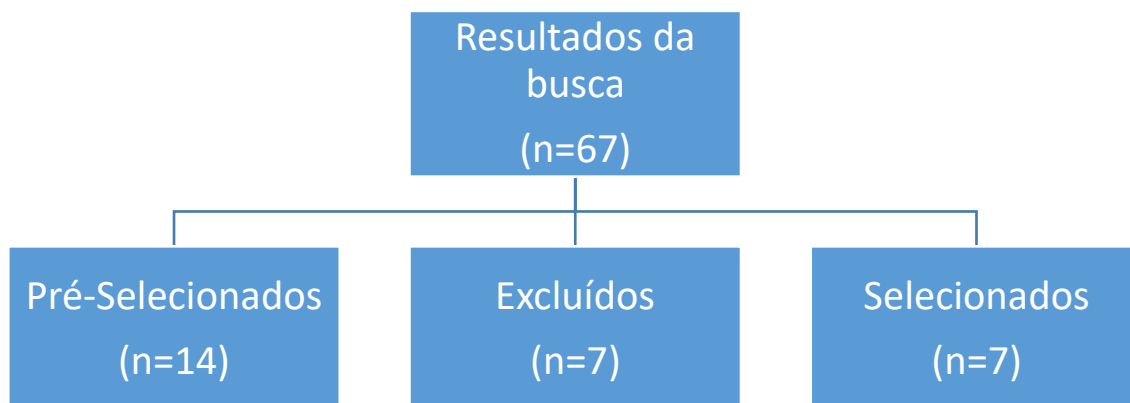 Resultados da
busca
(n=67)
Pré-Selecionados
(n=14)
Excluídos
(n=7)
Selecionados
(n=7)